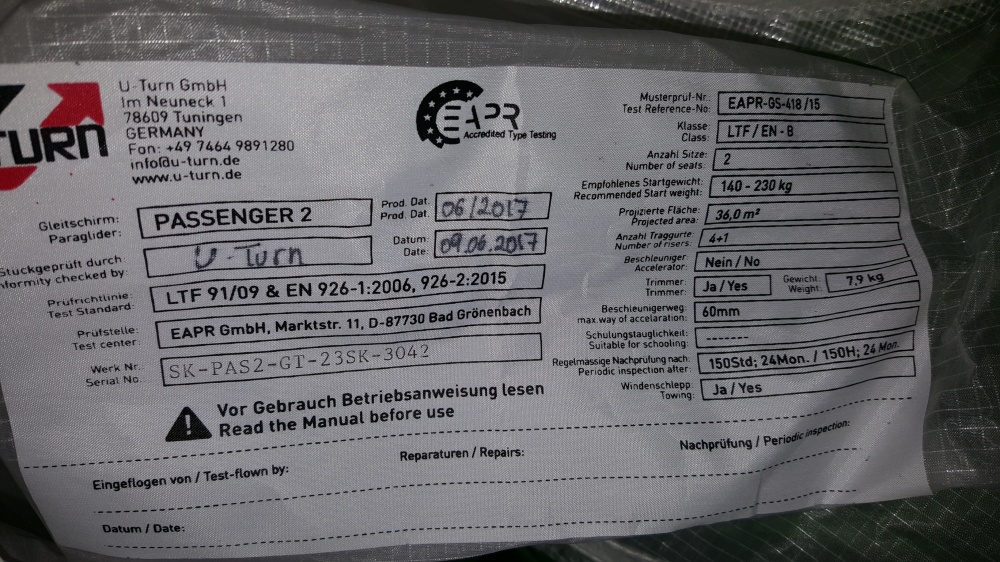 TURN
U-Turn GmbH
Im Neuneck 1
78609 Tuningen
GERMANY
Fon: +49 7464 9891280
info@u-turn.de
www.u-turn.de
EAPR
Accredited Type Testing
Gleitschirm:
Paraglider:
PASSENGER 2
Prod. Dat.
Prod. Dat.
06/2017
Stückgeprüft durch
nformity checked by:
U-Turn
Datum:
Date:
09.06.2017
Prüfrichtlinie:
Test Standard:
LTF 91/09 & EN 926-1:2006, 926-2:2015
Prüfstelle:
Test center:
EAPR GmbH, Marktstr. 11, D-87730 Bad Grönenbach
Werk Nr.
Serial No.
SK-PAS2-GT-23SK-3042
Vor Gebrauch Betriebsanweisung lesen
Read the Manual before use
Musterprüf-Nr.:
Test Reference-No:
EAPR-GS-418/15
Klasse:
Class:
LTF/EN-B
Anzahl Sitze:
Number of seats:
2
Empfohlenes Startgewicht:
Recommended Start weight:
140 - 230 kg
Projizierte Fläche:
Projected area:
36,0 m²
Anzahl Traggurte:
Number of risers:
4+1
Beschleuniger:
Accelerator:
Nein / No
Trimmer:
Trimmer:
Ja / Yes
Gewicht:
Weight:
7,9 kg
Beschleunigerweg:
max.way of accelaration:
60mm
Schulungstauglichkeit:
Suitable for schooling:
-------
Regelmassige Nachprüfung nach:
Periodic inspection after:
150Std; 24Mon. / 150H; 24 Mon.
Windenschlepp:
Towing:
Ja / Yes
Eingeflogen von / Test-flown by:
Reparaturen / Repairs:
Nachprüfung / Periodic inspection:
Datum / Date: